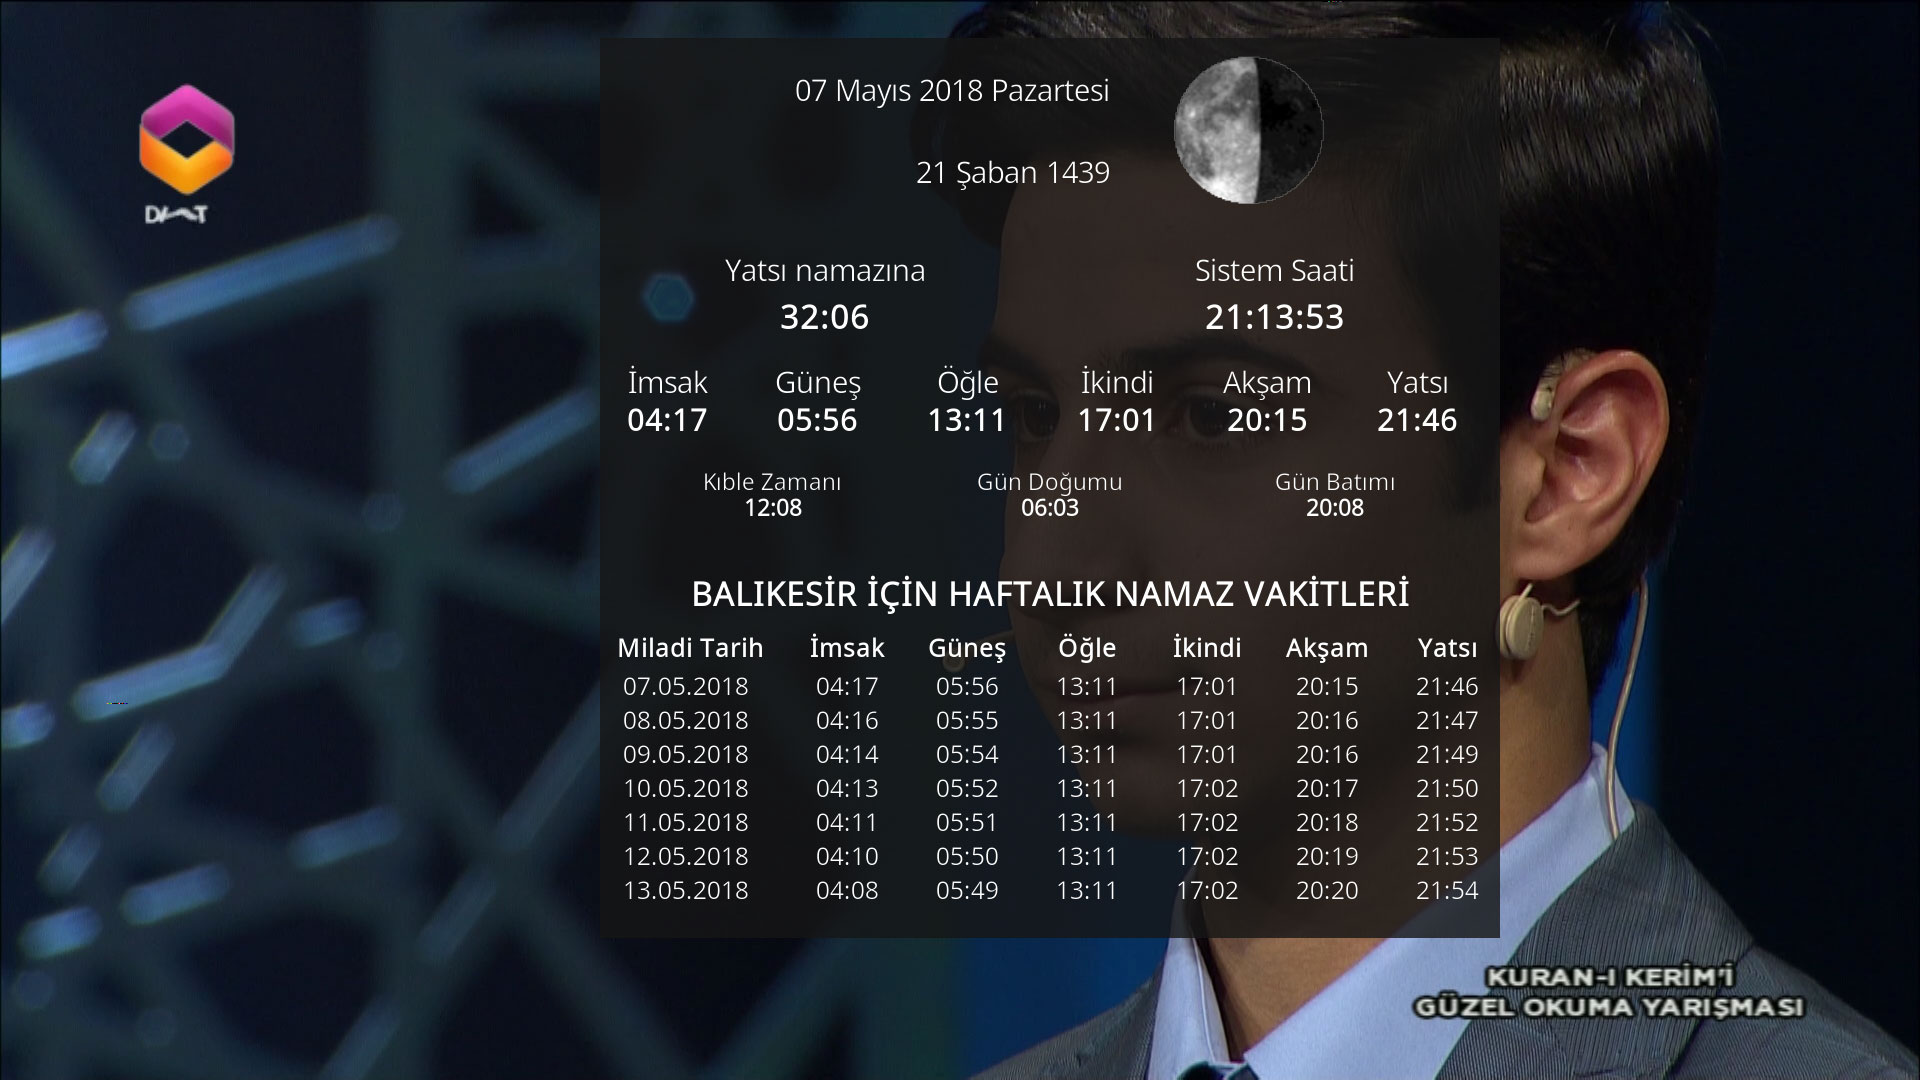 07 Mayıs 2018 Pazartesi
21 Şaban 1439
Yatsı namazına Sistem Saati
32:06 21:13:53
İmsak Güneş Öğle İkindi Akşam Yatsı
04:17 05:56 13:11 17:01 20:15 21:46
Kıble Zamanı Gün Doğumu Gün Batımı
12:08 06:03 20:08
BALIKESİR İÇİN HAFTALIK NAMAZ VAKİTLERİ
Miladi Tarih İmsak Güneş Öğle İkindi Akşam Yatsı
07.05.2018 04:17 05:56 13:11 17:01 20:15 21:46
08.05.2018 04:16 05:55 13:11 17:01 20:16 21:47
09.05.2018 04:14 05:54 13:11 17:01 20:16 21:49
10.05.2018 04:13 05:52 13:11 17:02 20:17 21:50
11.05.2018 04:11 05:51 13:11 17:02 20:18 21:52
12.05.2018 04:10 05:50 13:11 17:02 20:19 21:53
13.05.2018 04:08 05:49 13:11 17:02 20:20 21:54
KURAN-I KERİM'İ
GÜZEL OKUMA YARIŞMASI